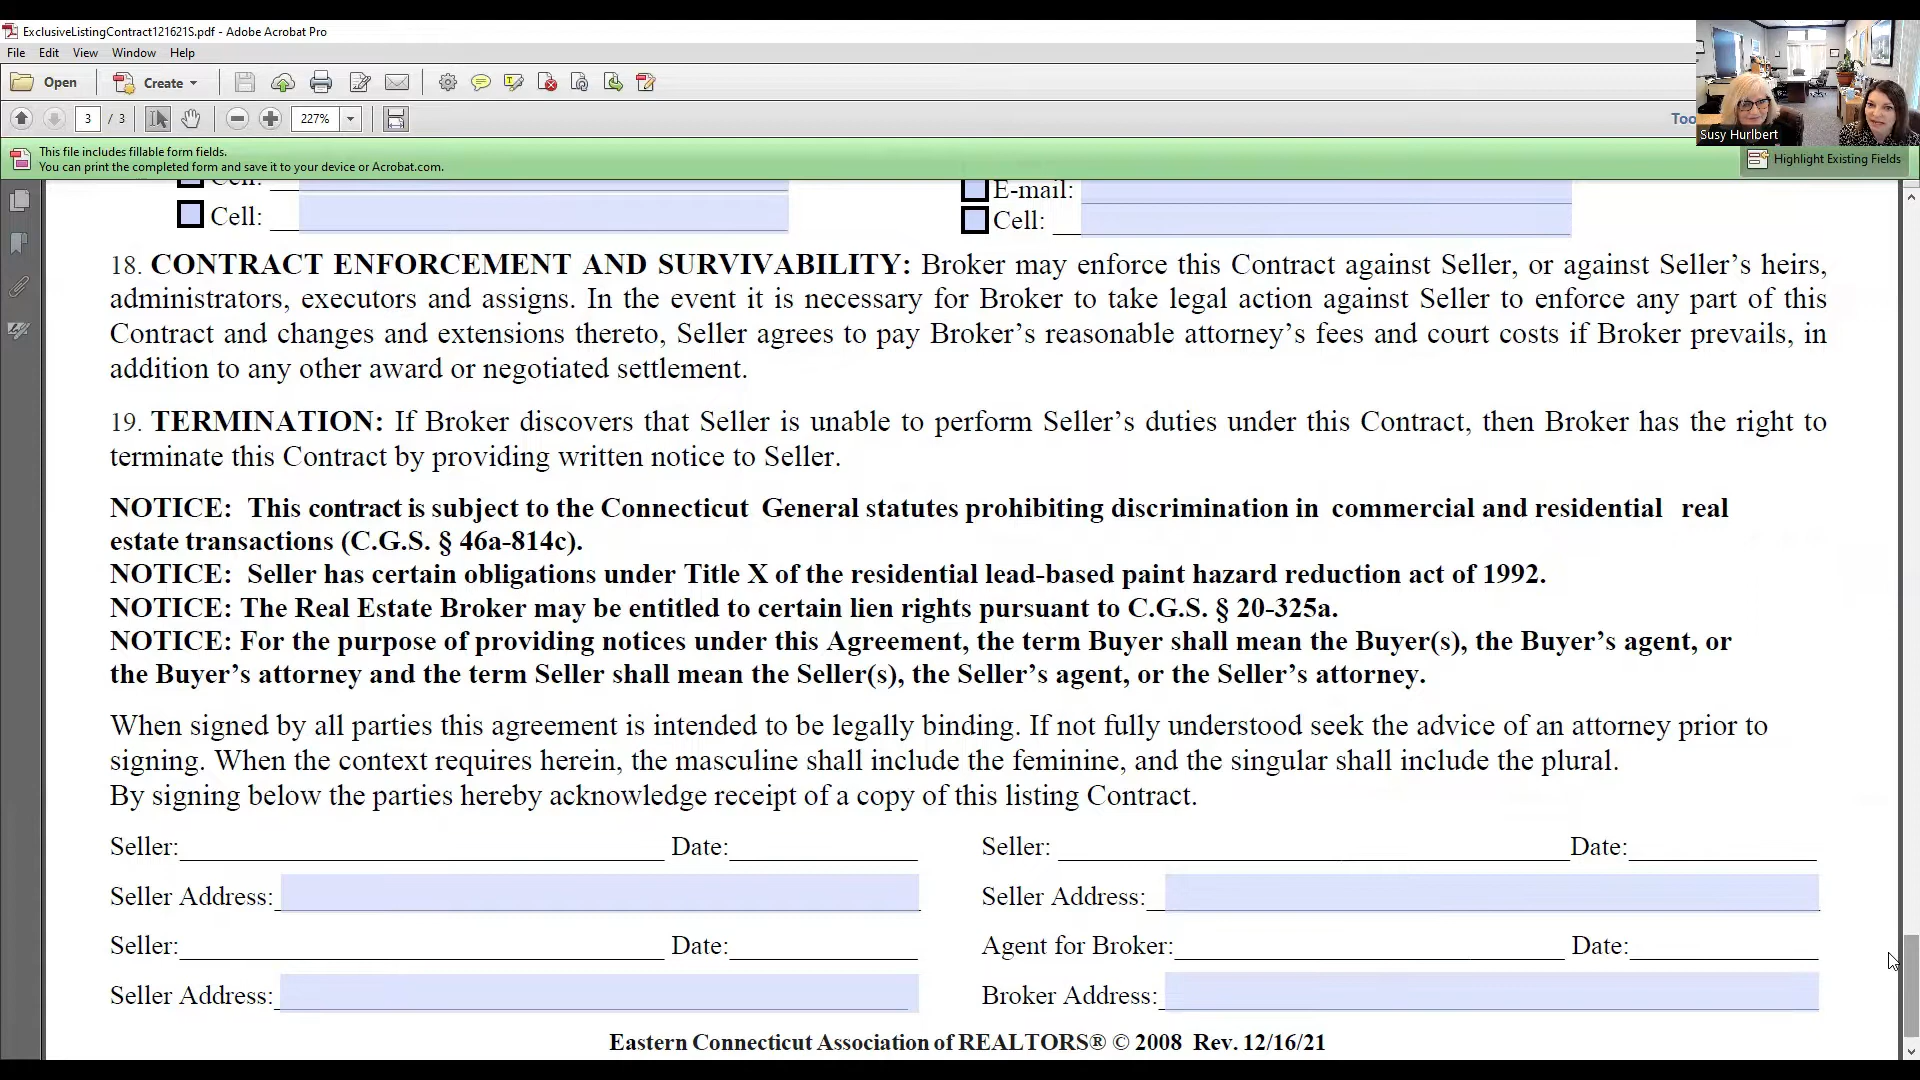 ExclusiveListingContract121621S.pdf - Adobe Acrobat Pro
File Edit View Window Help
Open Create
3 / 3 227%
Susy Hurlbert
This file includes fillable form fields.
You can print the completed form and save it to your device or Acrobat.com.
Highlight Existing Fields
E-mail:
Cell: Cell:
18. CONTRACT ENFORCEMENT AND SURVIVABILITY: Broker may enforce this Contract against Seller, or against Seller's heirs,
administrators, executors and assigns. In the event it is necessary for Broker to take legal action against Seller to enforce any part of this
Contract and changes and extensions thereto, Seller agrees to pay Broker's reasonable attorney's fees and court costs if Broker prevails, in
addition to any other award or negotiated settlement.
19. TERMINATION: If Broker discovers that Seller is unable to perform Seller's duties under this Contract, then Broker has the right to
terminate this Contract by providing written notice to Seller.
NOTICE: This contract is subject to the Connecticut General statutes prohibiting discrimination in commercial and residential real
estate transactions (C.G.S. § 46a-814c).
NOTICE: Seller has certain obligations under Title X of the residential lead-based paint hazard reduction act of 1992.
NOTICE: The Real Estate Broker may be entitled to certain lien rights pursuant to C.G.S. § 20-325a.
NOTICE: For the purpose of providing notices under this Agreement, the term Buyer shall mean the Buyer(s), the Buyer's agent, or
the Buyer's attorney and the term Seller shall mean the Seller(s), the Seller's agent, or the Seller's attorney.
When signed by all parties this agreement is intended to be legally binding. If not fully understood seek the advice of an attorney prior to
signing. When the context requires herein, the masculine shall include the feminine, and the singular shall include the plural.
By signing below the parties hereby acknowledge receipt of a copy of this listing Contract.
Seller: Date: Seller: Date:
Seller Address: Seller Address:
Seller: Date: Agent for Broker: Date:
Seller Address: Broker Address:
Eastern Connecticut Association of REALTORS® © 2008 Rev. 12/16/21